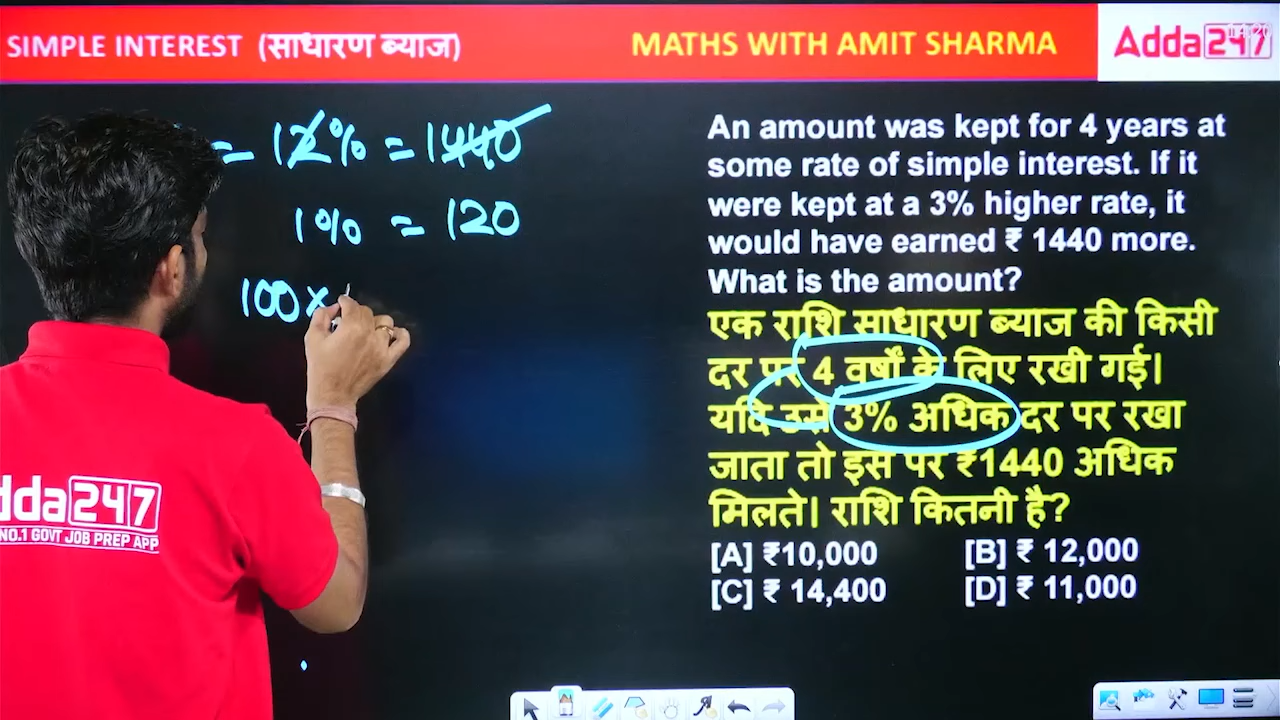 SIMPLE INTEREST (साधारण ब्याज)
MATHS WITH AMIT SHARMA
Adda247
= 12% = 1440
1% = 120
100×
An amount was kept for 4 years at
some rate of simple interest. If it
were kept at a 3% higher rate, it
would have earned ₹ 1440 more.
What is the amount?
एक राशि साधारण ब्याज की किसी
दर पर 4 वर्षों के लिए रखी गई।
यदि उसे 3% अधिक दर पर रखा
जाता तो इस पर ₹1440 अधिक
मिलते। राशि कितनी है?
[A] ₹10,000 [B] ₹ 12,000
[C] ₹ 14,400 [D] ₹ 11,000
dda247
NO.1 GOVT JOB PREP APP